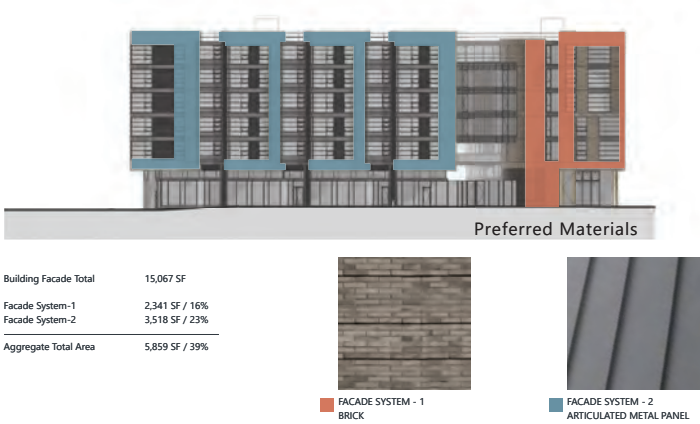 Preferred Materials
Building Facade Total 15,067 SF
Facade System-1 2,341 SF / 16%
Facade System-2 3,518 SF / 23%
Aggregate Total Area 5,859 SF / 39%
FACADE SYSTEM - 1
BRICK
FACADE SYSTEM - 2
ARTICULATED METAL PANEL